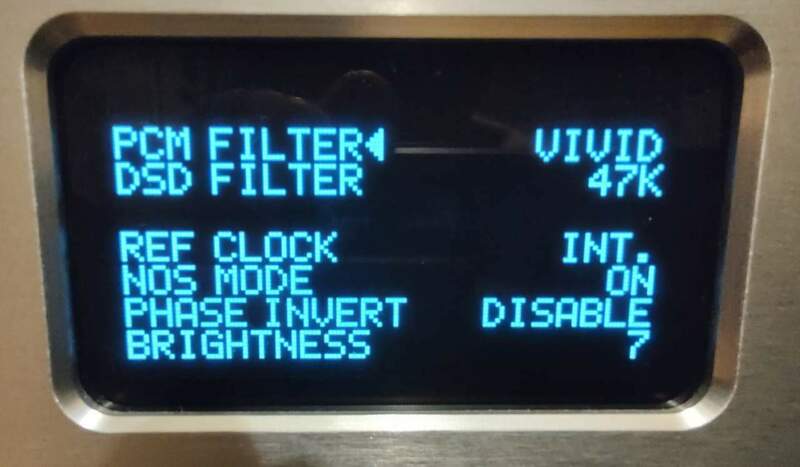 PCM FILTER◀ VIVID
DSD FILTER 47K
REF CLOCK INT.
NOS MODE ON
PHASE INVERT DISABLE
BRIGHTNESS 7